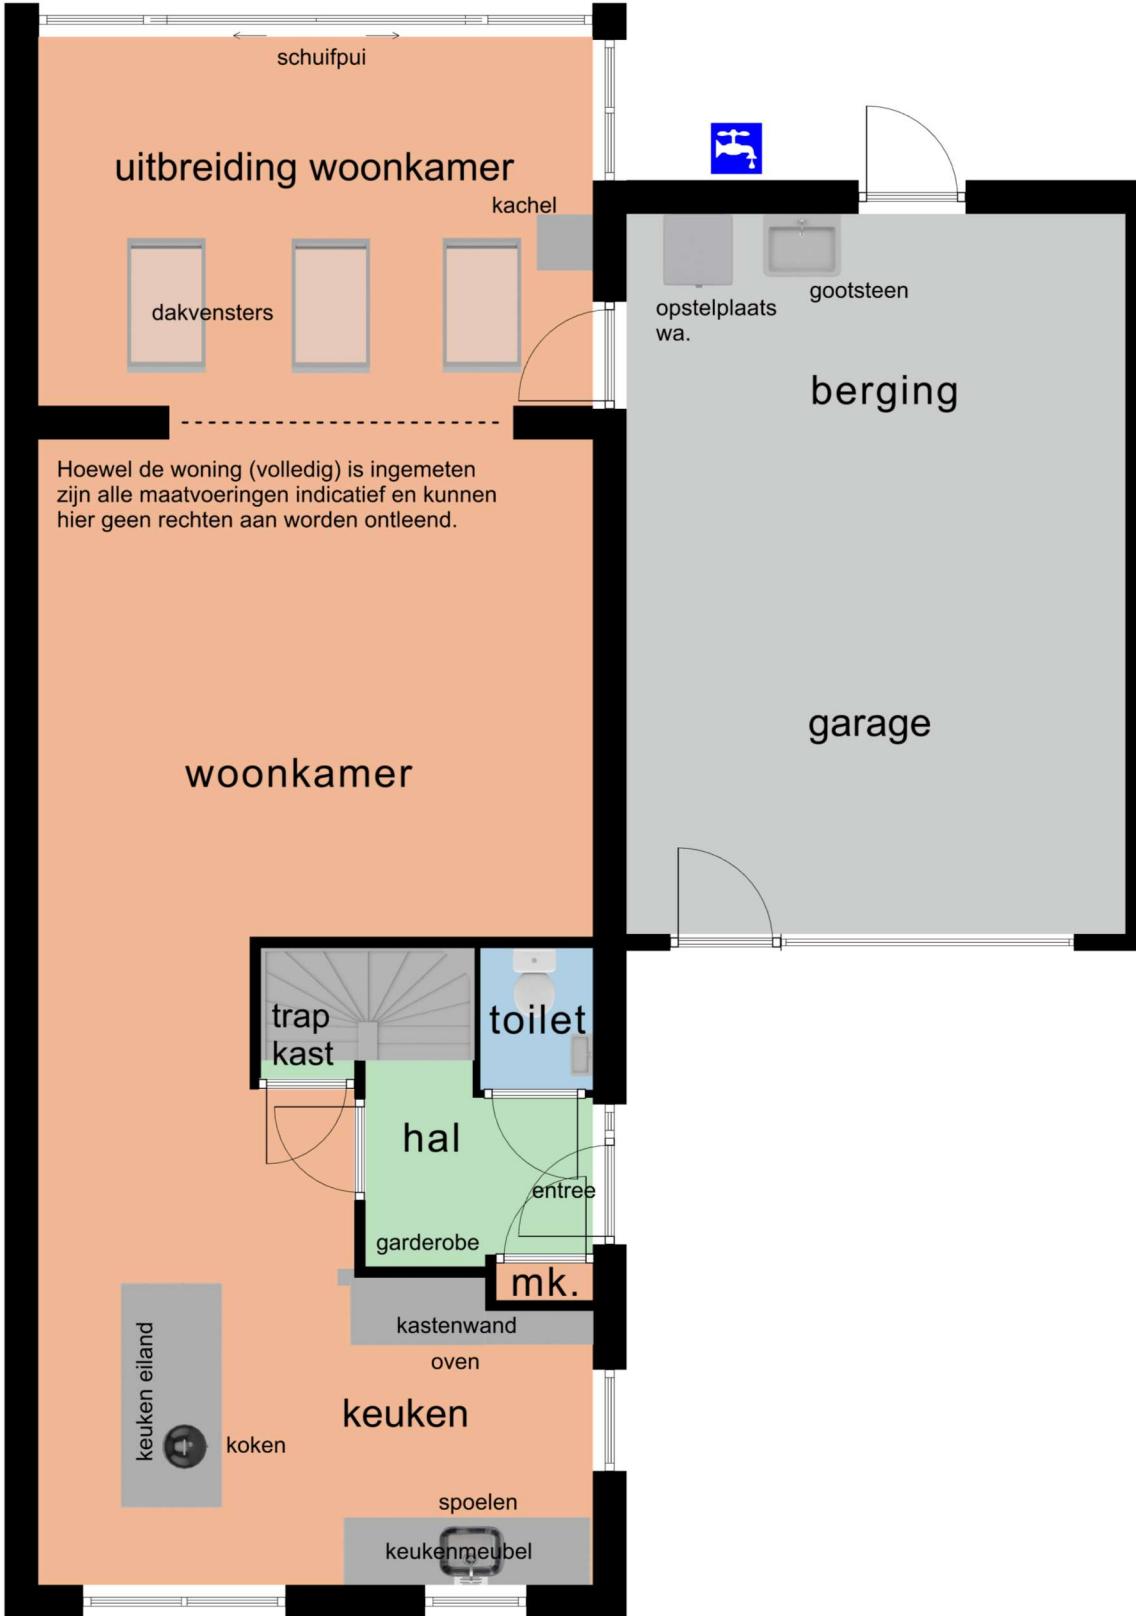 schuifpui
uitbreiding woonkamer
kachel
dakvensters
gootsteen
opstelplaats
wa.
berging
Hoewel de woning (volledig) is ingemeten
zijn alle maatvoeringen indicatief en kunnen
hier geen rechten aan worden ontleend.
garage
woonkamer
trap
kast
toilet
hal
entree
garderobe
mk.
kastenwand
oven
keuken eiland
keuken
koken
spoelen
keukenmeubel